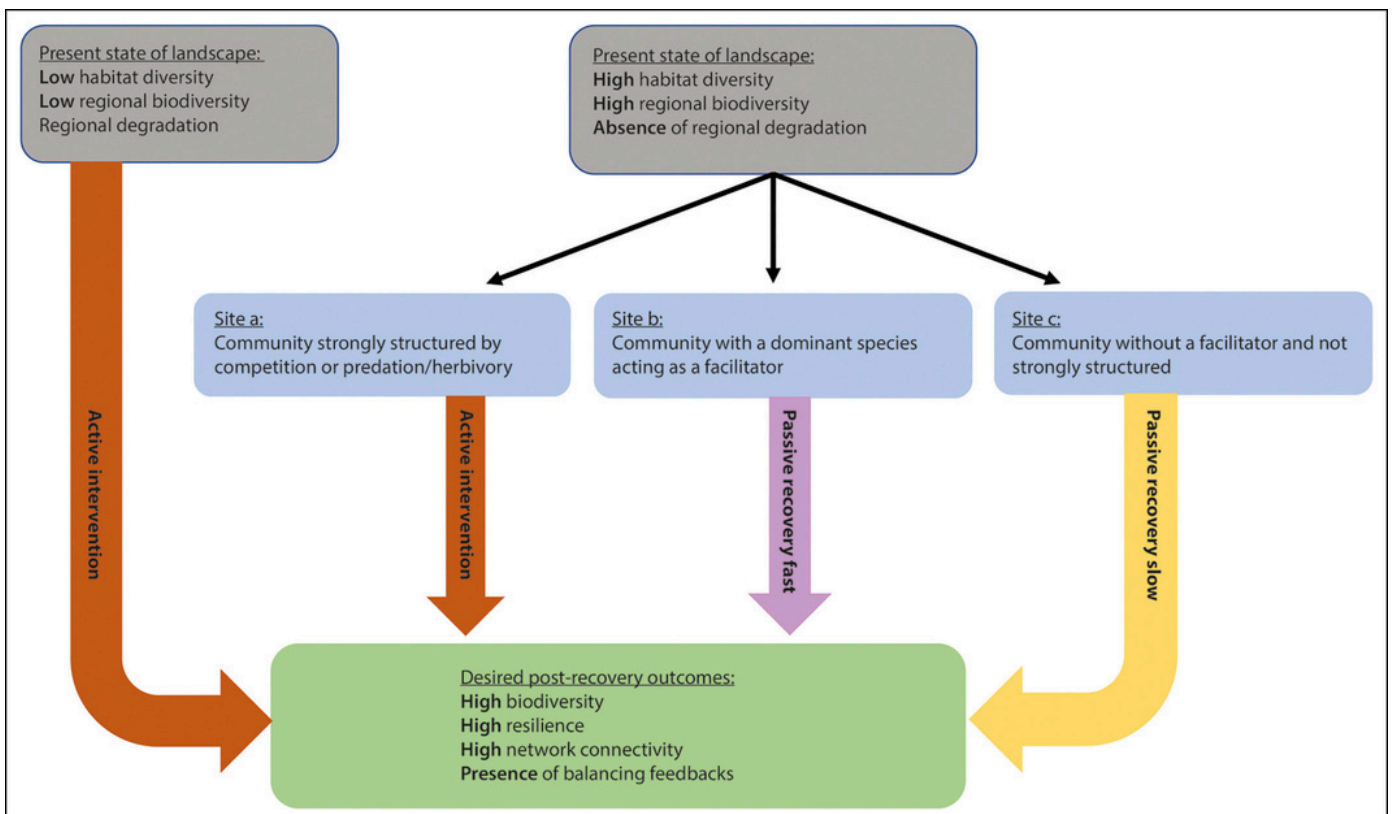 Present state of landscape:
Low habitat diversity
Low regional biodiversity
Regional degradation
Present state of landscape:
High habitat diversity
High regional biodiversity
Absence of regional degradation
Site a:
Community strongly structured by
competition or predation/herbivory
Site b:
Community with a dominant species
acting as a facilitator
Site c:
Community without a facilitator and not
strongly structured
Active intervention
Active intervention
Passive recovery fast
Passive recovery slow
Desired post-recovery outcomes:
High biodiversity
High resilience
High network connectivity
Presence of balancing feedbacks